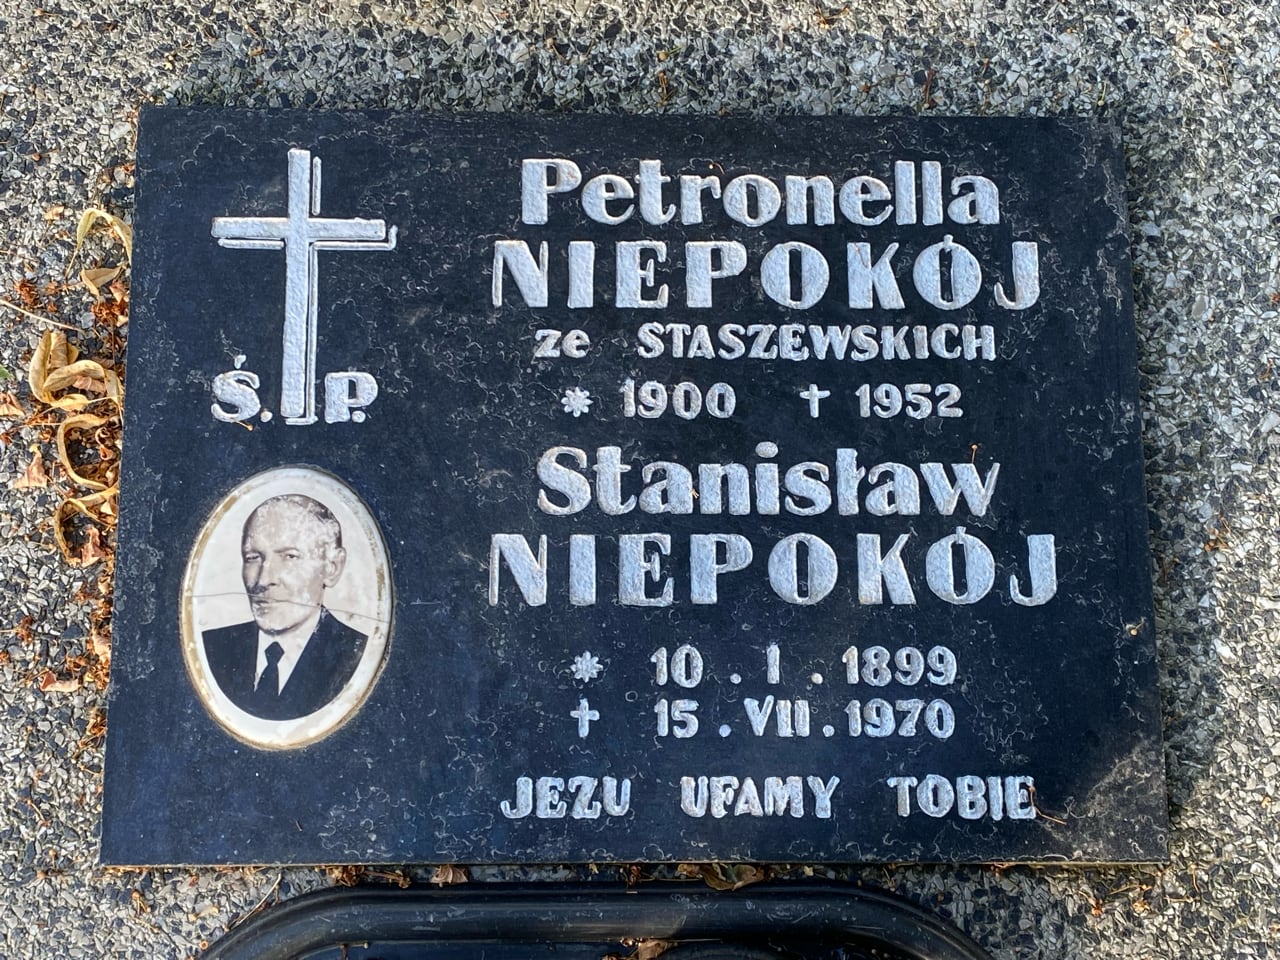 Ś. P.
Petronella
NIEPOKÓJ
ze STASZEWSKICH
* 1900 † 1952
Stanisław
NIEPOKÓJ
* 10. I. 1899
† 15. VII. 1970
JEZU UFAMY TOBIE